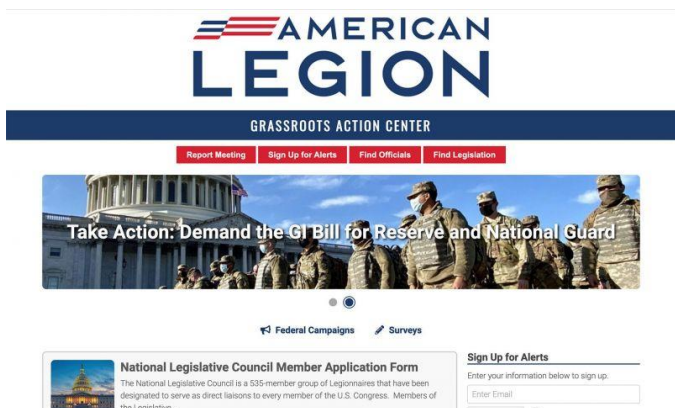 AMERICAN
LEGION
GRASSROOTS ACTION CENTER
Report Meeting
Sign Up for Alerts
Find Officials
Find Legislation
Take Action: Demand the GI Bill for Reserve and National Guard
Federal Campaigns
Surveys
National Legislative Council Member Application Form
The National Legislative Council is a 535-member group of Legionnaires that have been
designated to serve as direct liaisons to every member of the U.S. Congress. Members of
the Legislative
Sign Up for Alerts
Enter your information below to sign up.
Enter Email